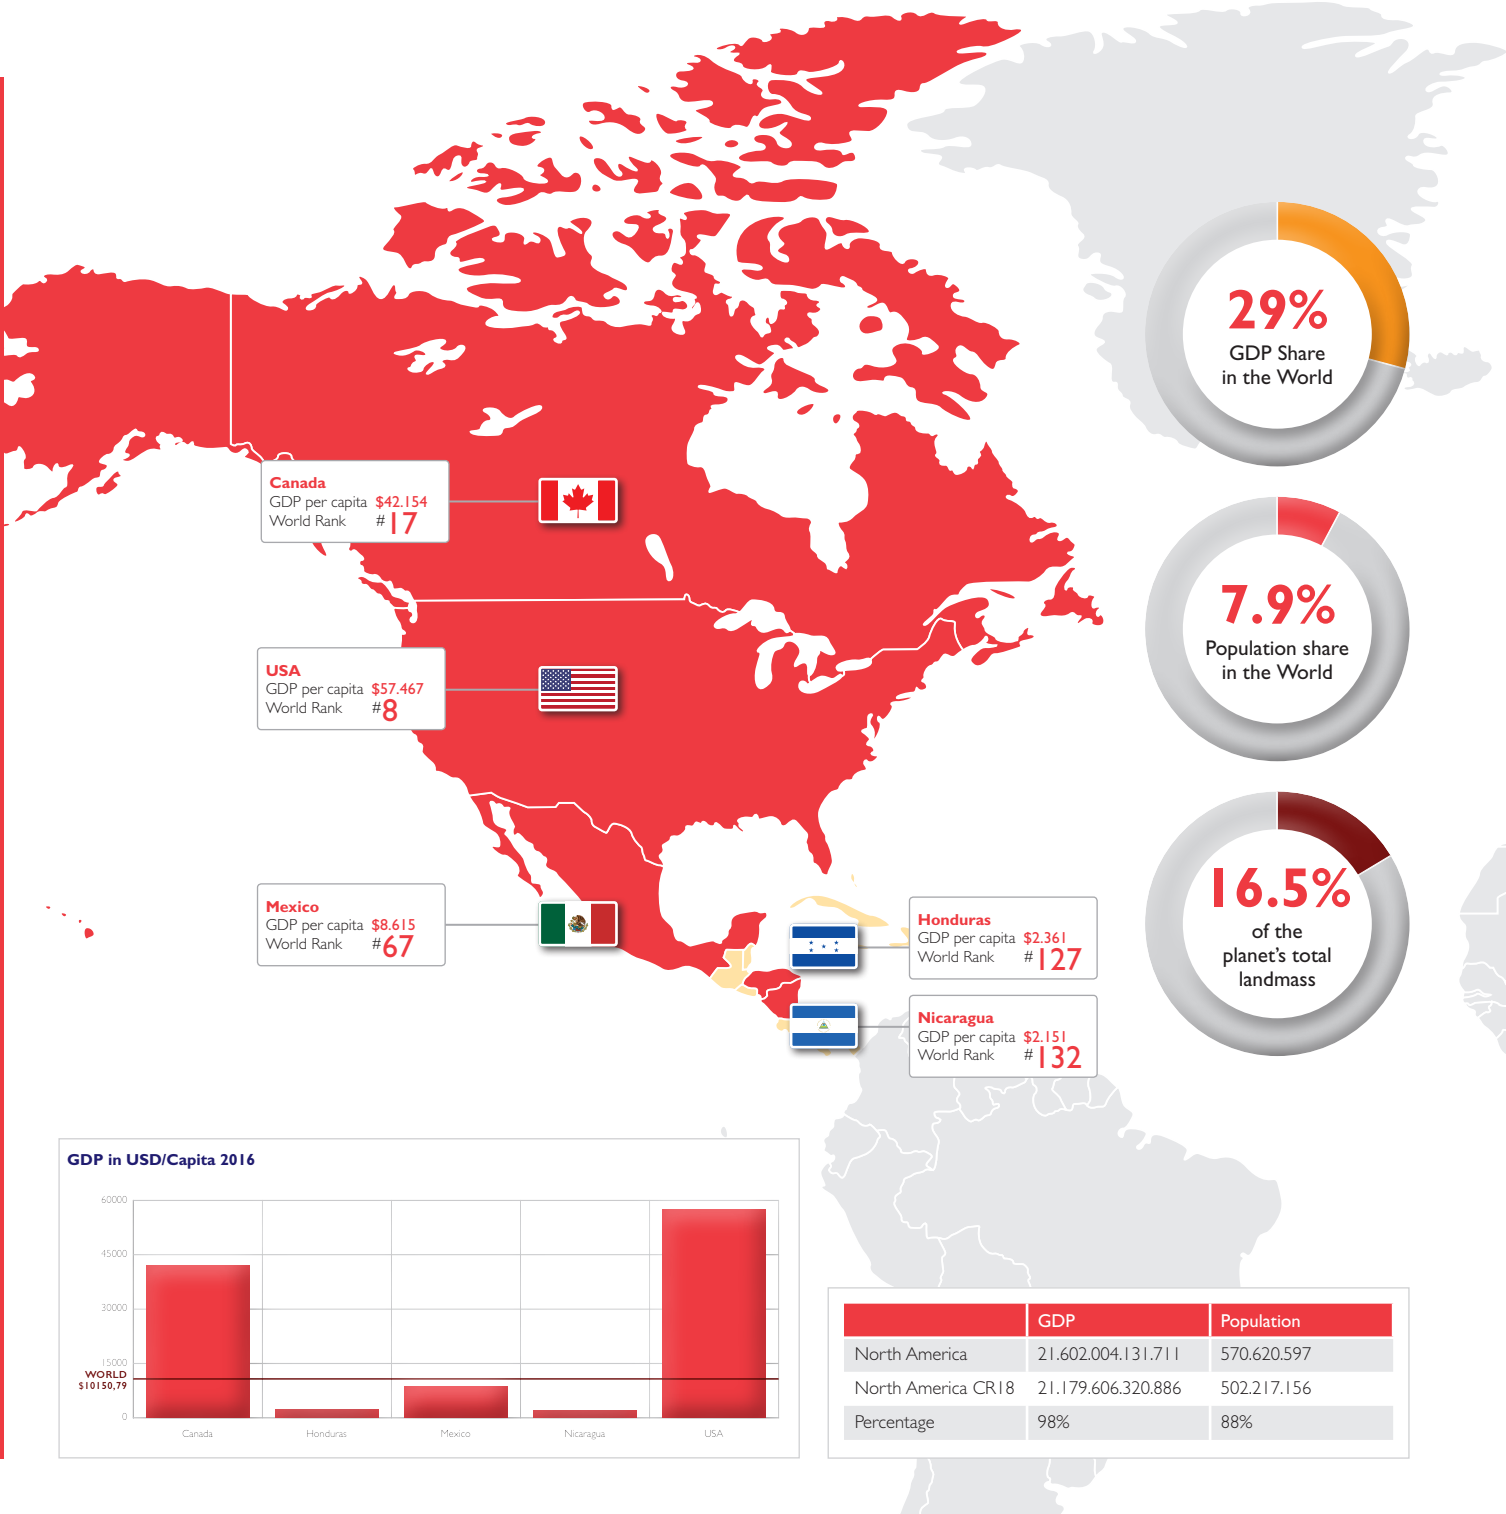 29%
GDP Share
in the World
Canada
GDP per capita $42.154
World Rank #17
7.9%
Population share
in the World
USA
GDP per capita $57.467
World Rank #8
16.5%
of the
planet's total
landmass
Mexico
GDP per capita $8.615
World Rank #67
Honduras
GDP per capita $2.361
World Rank #127
Nicaragua
GDP per capita $2.151
World Rank #132
GDP in USD/Capita 2016
60000
45000
30000
15000
WORLD
$10150,79
0
Canada Honduras Mexico Nicaragua USA
GDP Population
North America 21.602.004.131.711 570.620.597
North America CR18 21.179.606.320.886 502.217.156
Percentage 98% 88%